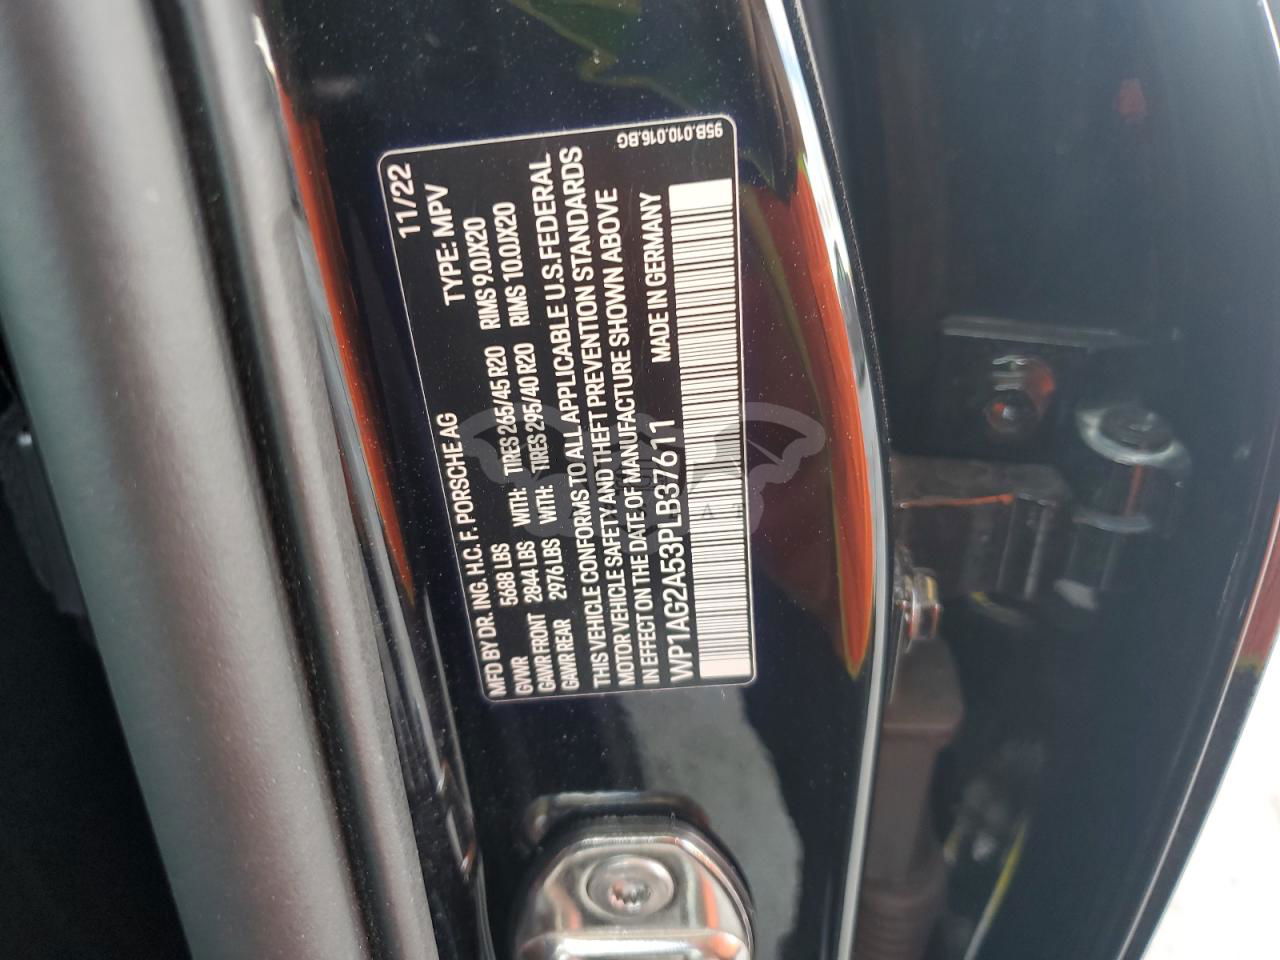 11/22
MFD BY DR. ING. H.C. F. PORSCHE AG TYPE: MPV
GVWR 5688 LBS
GAWR FRONT 2844 LBS WITH: TIRES 265/45 R20 RIMS 9.0JX20
GAWR REAR 2976 LBS WITH: TIRES 295/40 R20 RIMS 10.0JX20
THIS VEHICLE CONFORMS TO ALL APPLICABLE U.S. FEDERAL
MOTOR VEHICLE SAFETY AND THEFT PREVENTION STANDARDS
IN EFFECT ON THE DATE OF MANUFACTURE SHOWN ABOVE
WP1AG2A53PLB37611 MADE IN GERMANY
95B.010.016.BG